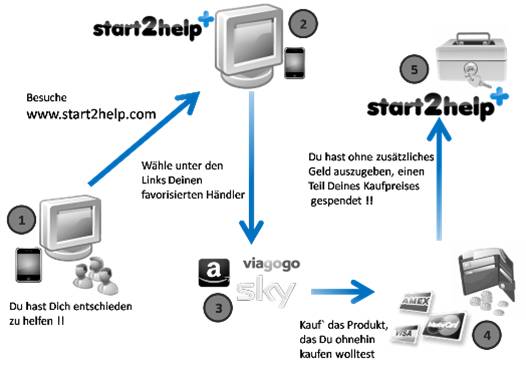 start2help+
2
5
start2help+
Besuche
www.start2help.com
Wähle unter den
Links Deinen
favorisierten Händler
Du hast ohne zusätzliches
Geld auszugeben, einen
Teil Deines Kaufpreises
gespendet !!
1
Du hast Dich entschieden
zu helfen !!
a
viagogo
sky
3
Kauf` das Produkt,
das Du ohnehin
kaufen wolltest
AMEX
VISA
MasterCard
4